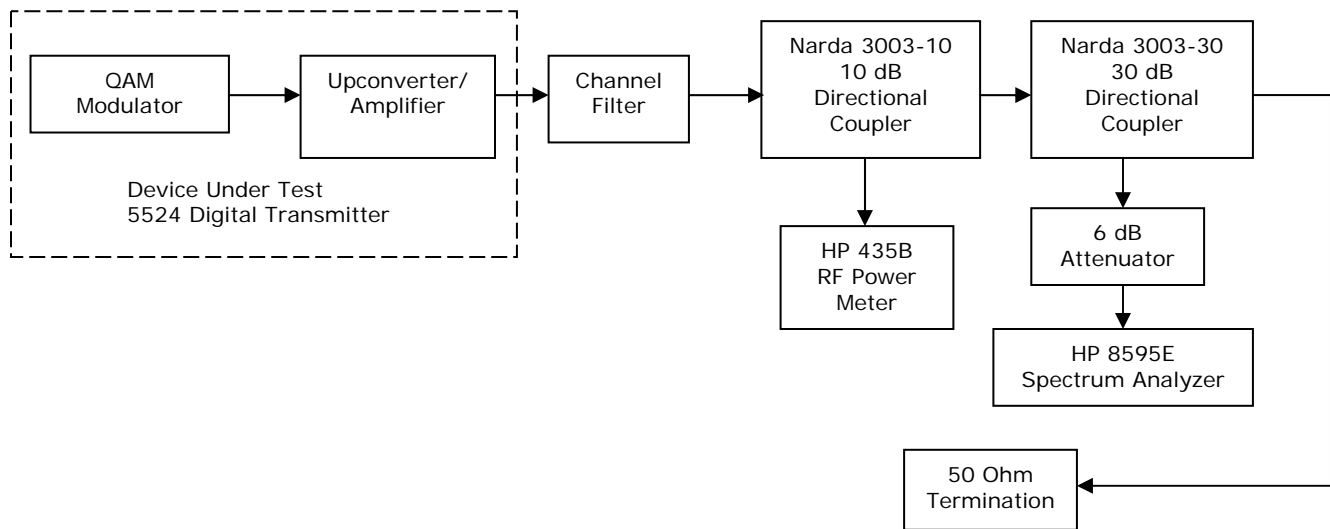 QAM
Modulator
Upconverter/
Amplifier
Device Under Test
5524 Digital Transmitter
Channel
Filter
Narda 3003-10
10 dB
Directional
Coupler
Narda 3003-30
30 dB
Directional
Coupler
HP 435B
RF Power
Meter
6 dB
Attenuator
HP 8595E
Spectrum Analyzer
50 Ohm
Termination